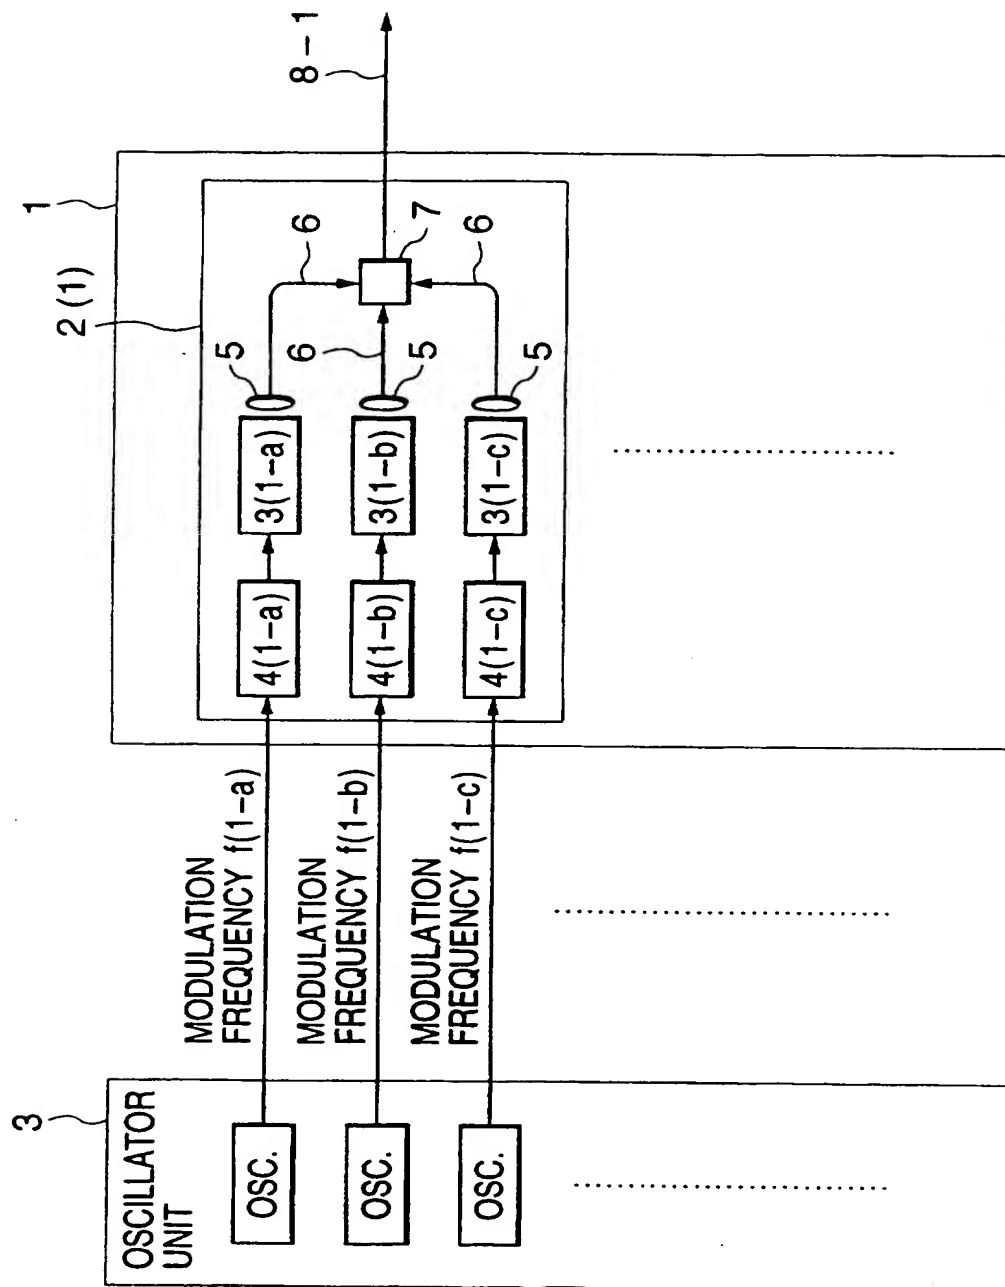 3
OSCILLATOR
UNIT
OSC.
OSC.
OSC.
MODULATION
FREQUENCY f(1-a)
MODULATION
FREQUENCY f(1-b)
MODULATION
FREQUENCY f(1-c)
1
2(1)
4(1-a)
3(1-a)
5
6
4(1-b)
3(1-b)
5
6
7
4(1-c)
3(1-c)
5
6
8-1